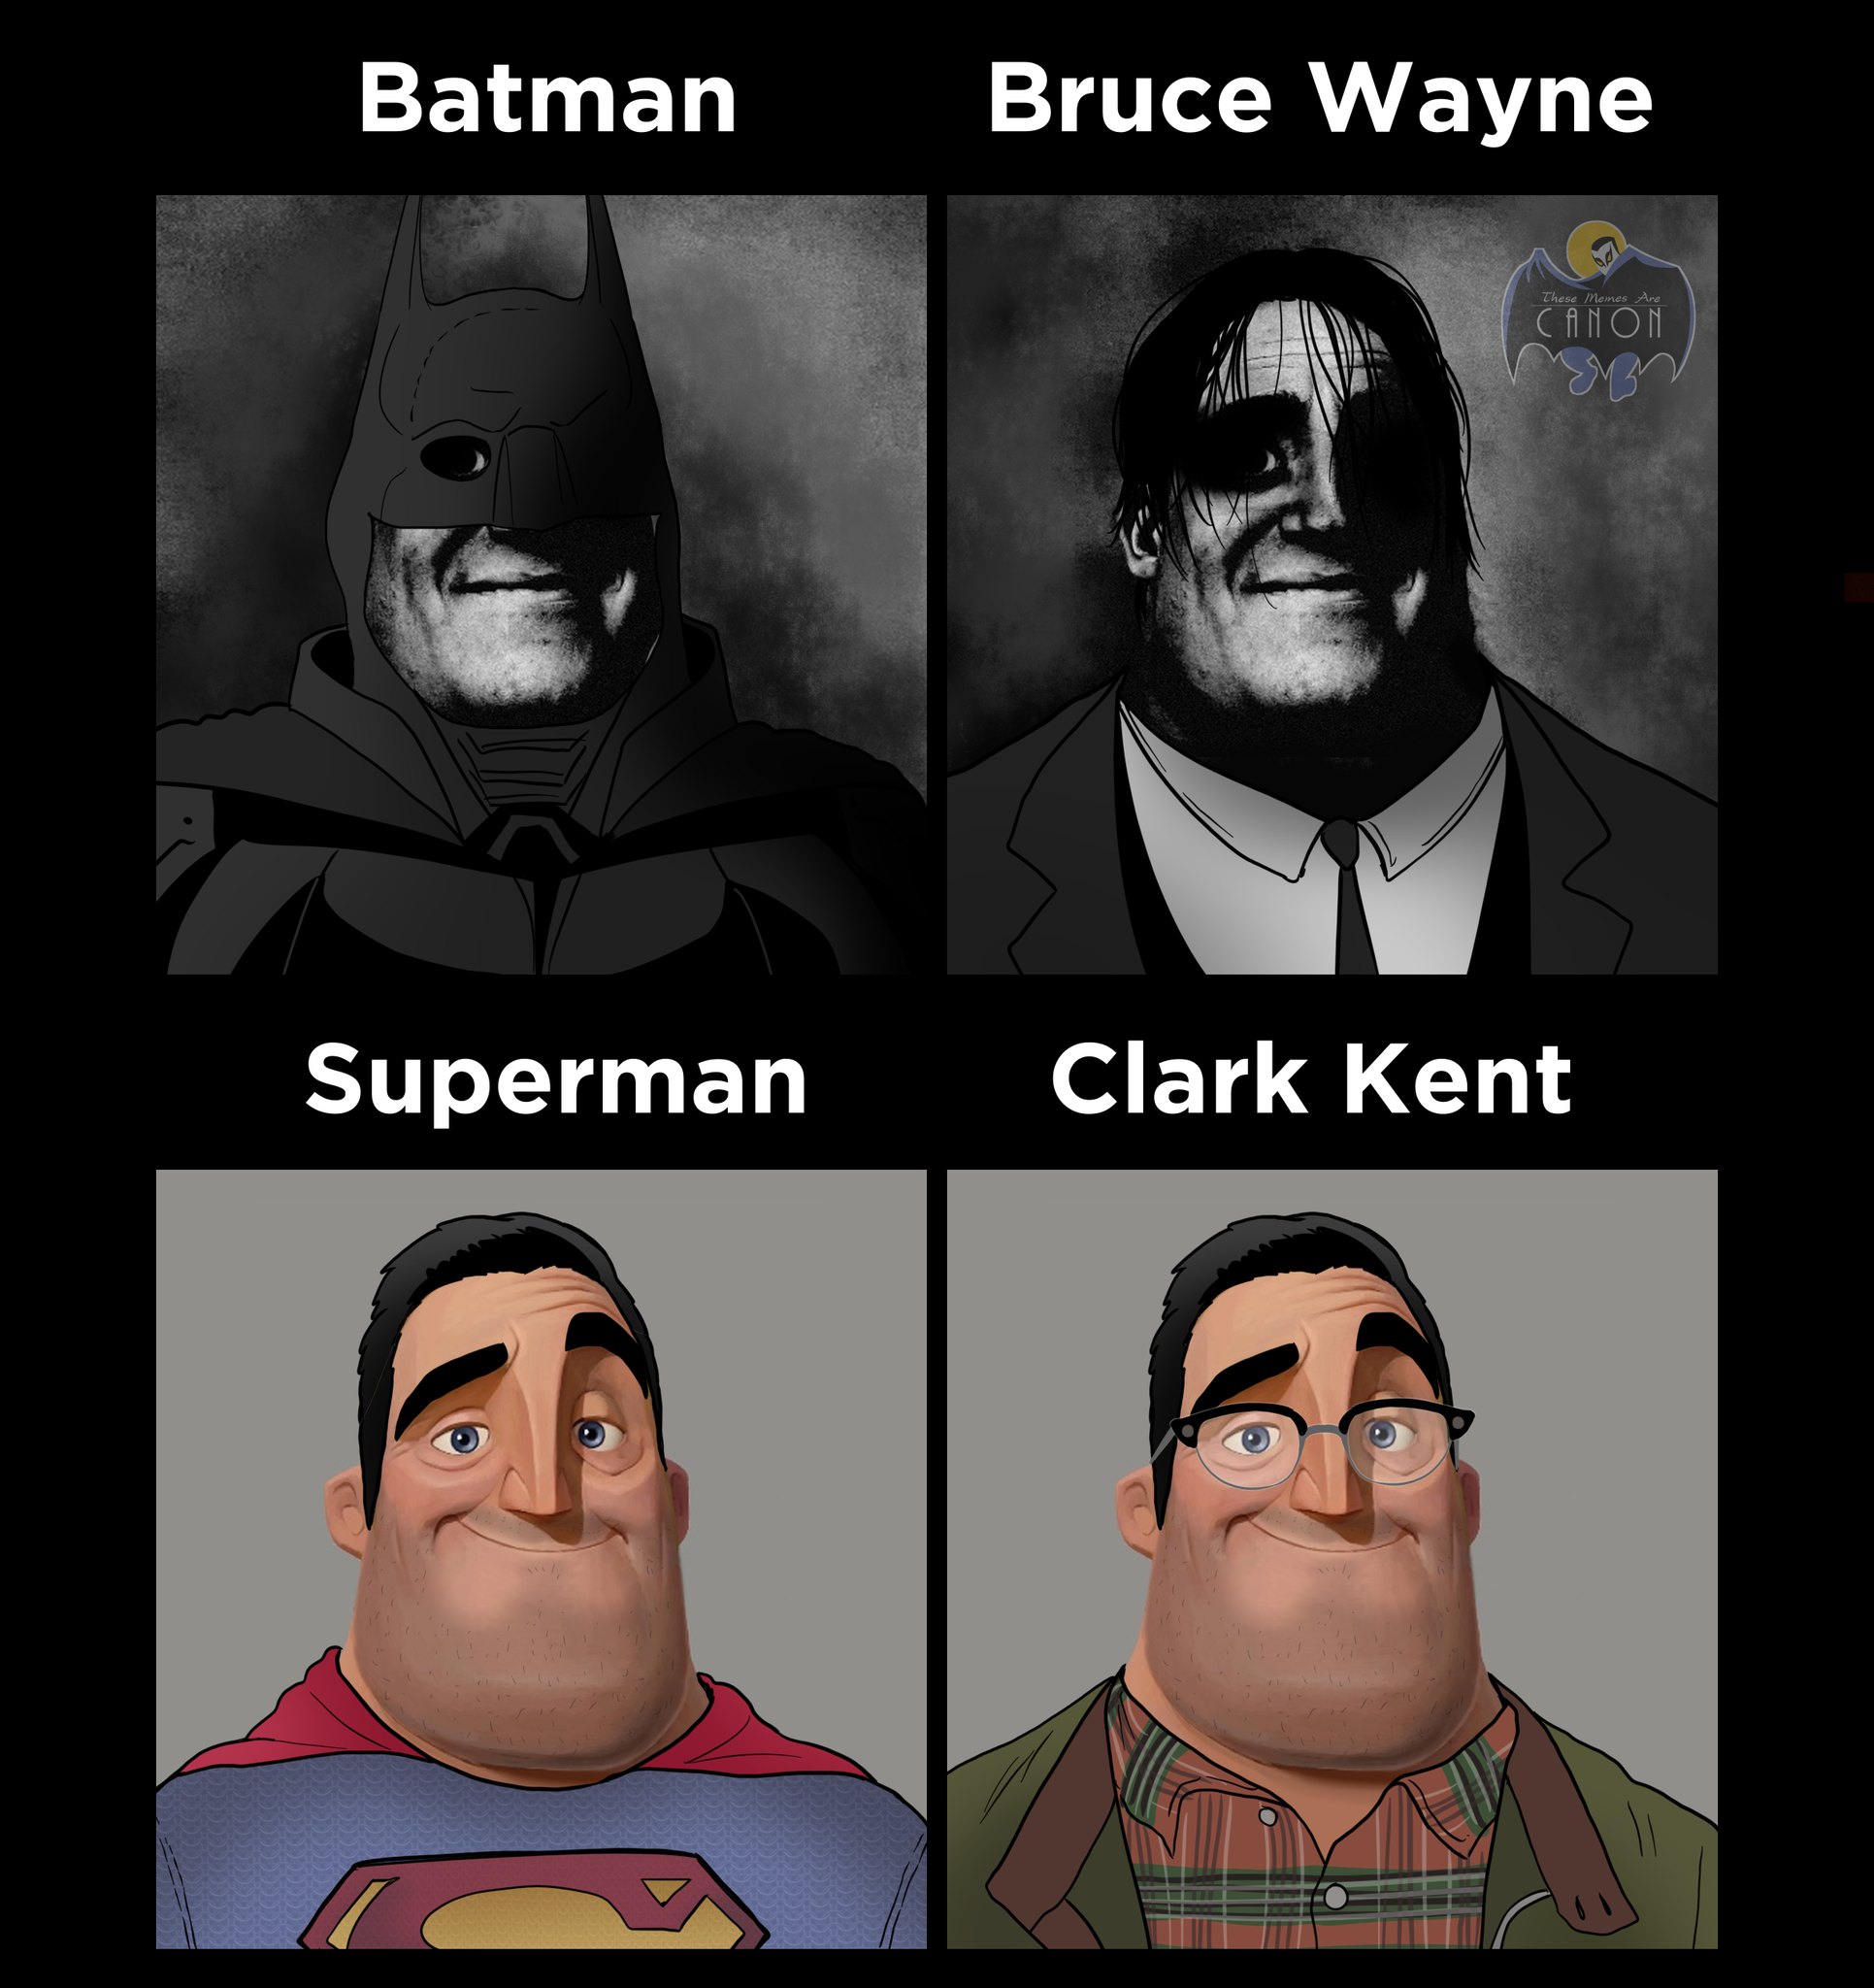 Batman
Bruce Wayne
These Memes Are
CANON
Superman
Clark Kent